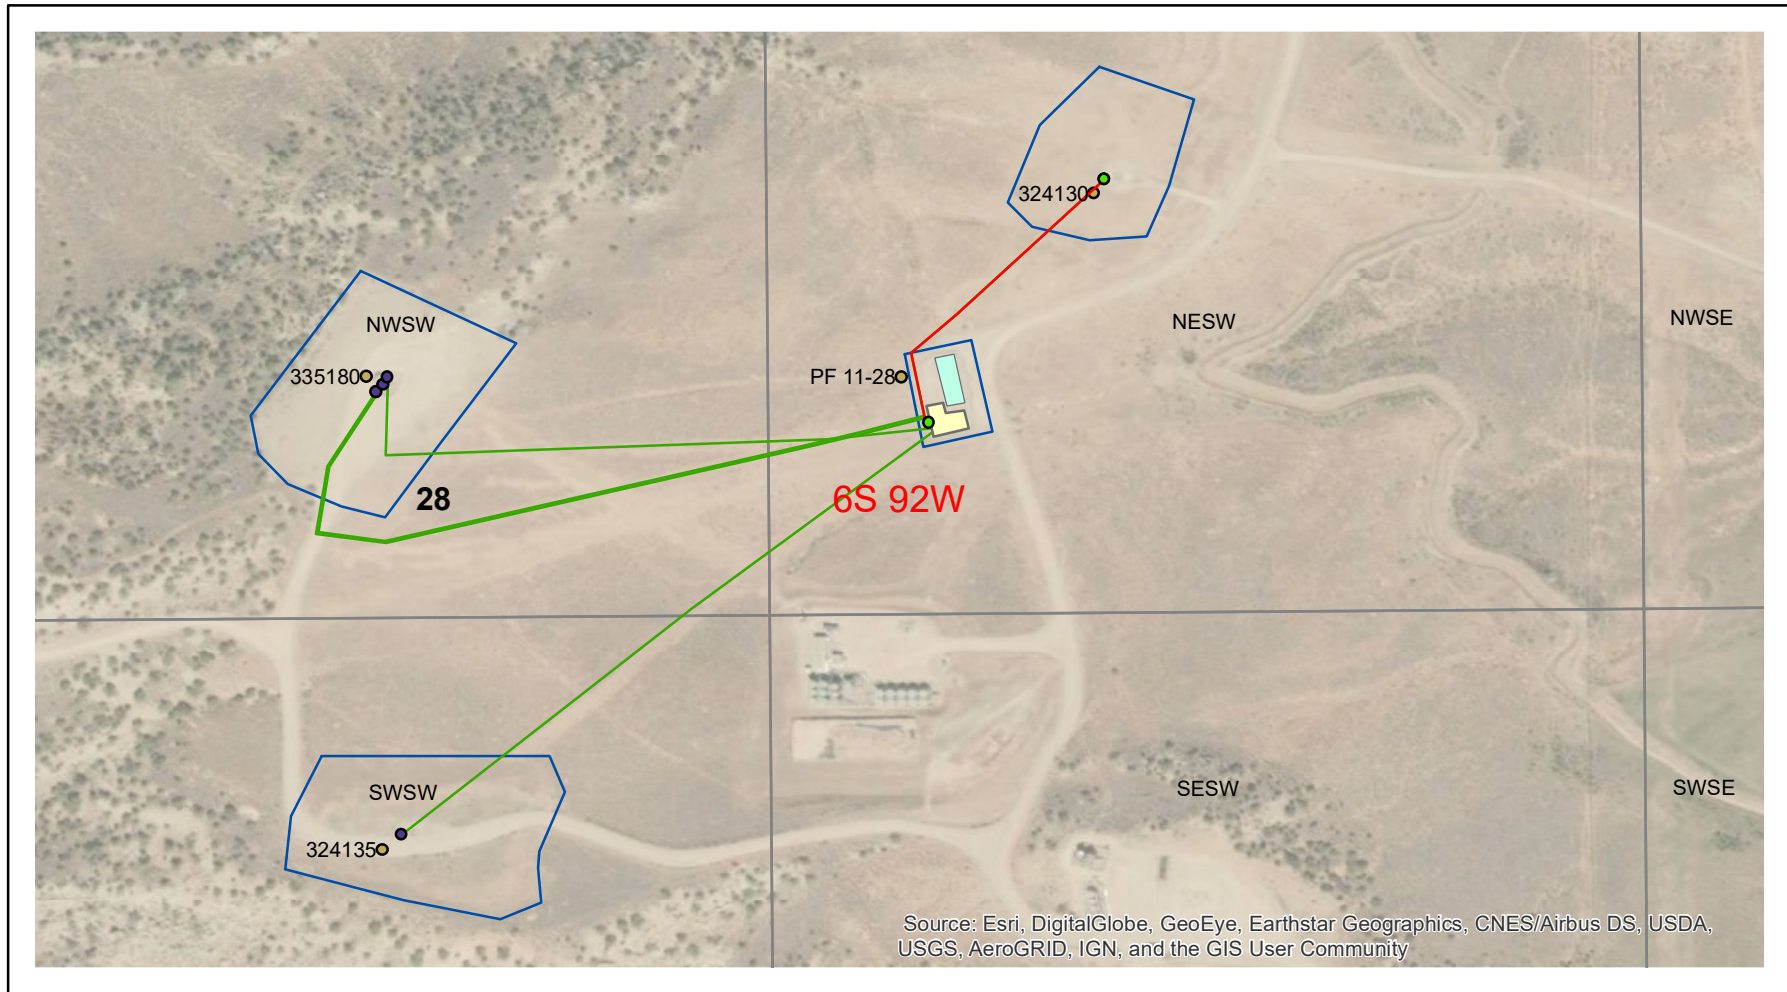 324130
NWSW
NESW
NWSE
335180
PF 11-28
28
6S 92W
SWSW
SESW
SWSE
324135
Source: Esri, DigitalGlobe, GeoEye, Earthstar Geographics, CNES/Airbus DS, USDA,
USGS, AeroGRID, IGN, and the GIS User Community